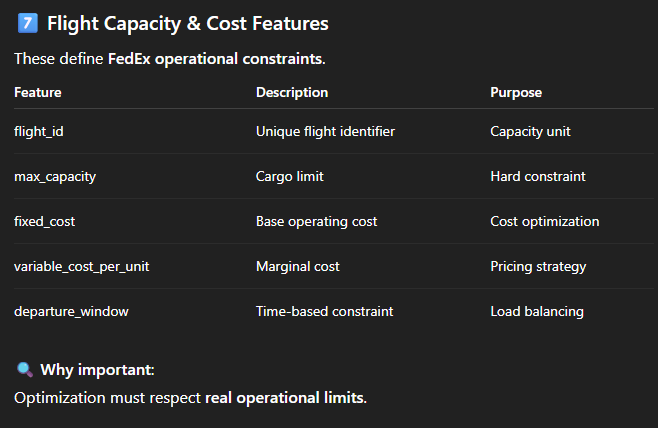 7 Flight Capacity & Cost Features
These define FedEx operational constraints.
Feature Description Purpose
flight_id Unique flight identifier Capacity unit
max_capacity Cargo limit Hard constraint
fixed_cost Base operating cost Cost optimization
variable_cost_per_unit Marginal cost Pricing strategy
departure_window Time-based constraint Load balancing
Why important:
Optimization must respect real operational limits.